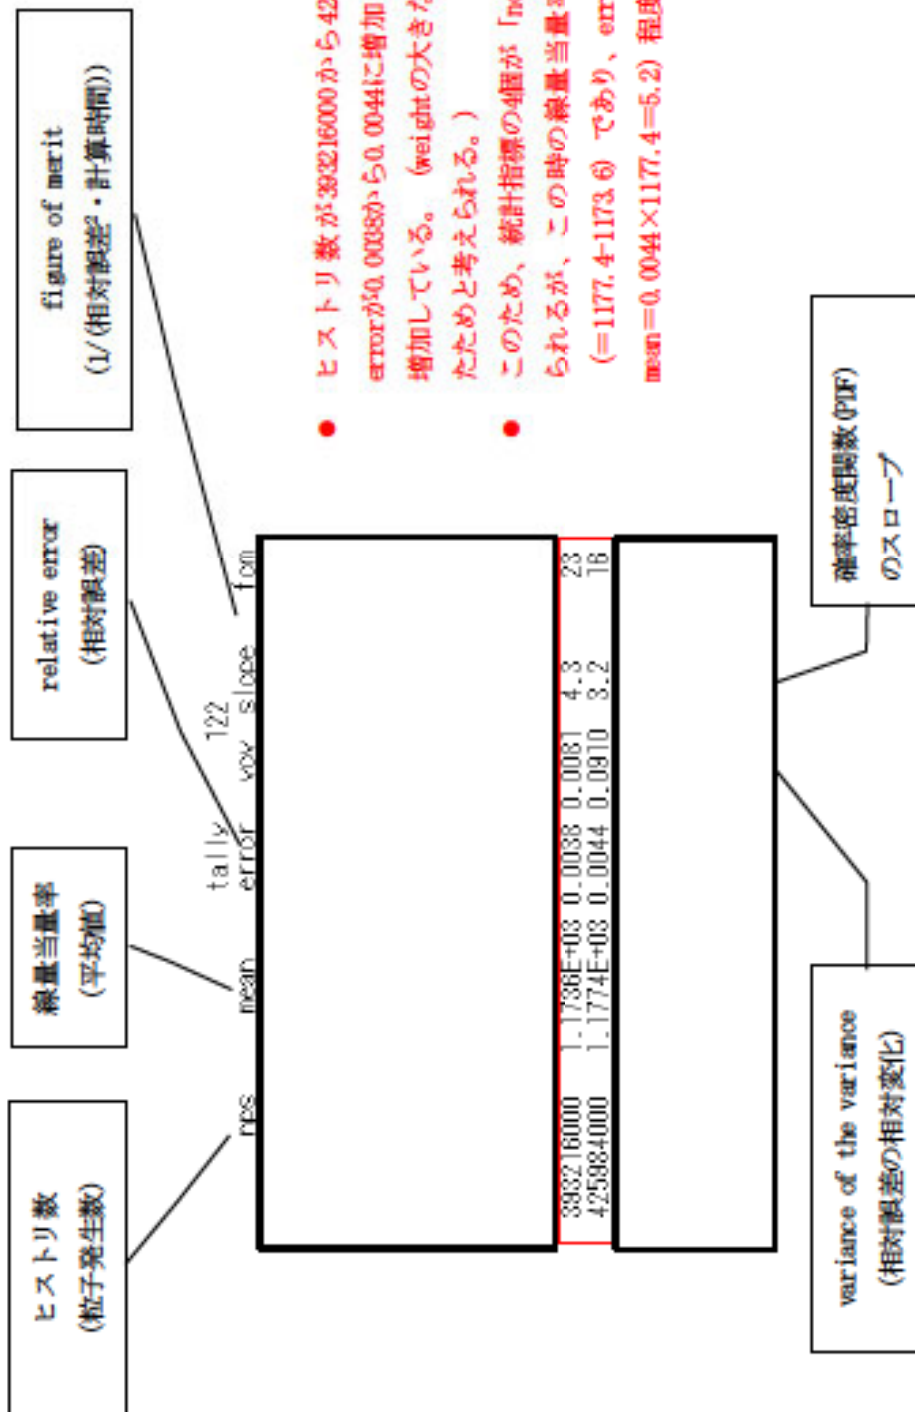 ヒストリ数
(粒子発生数)
線量当量率
(平均値)
relative error
(相対誤差)
figure of merit
(1/(相対誤差²・計算時間))
tally 122
nps mean error vov slope fom
393216000 1.1736E+03 0.0038 0.0081 4.3 23
425984000 1.1774E+03 0.0044 0.0910 3.2 16
variance of the variance
(相対誤差の相対変化)
確率密度関数(PDF)
のスロープ
● ヒストリ数が393216000から42
errorが0.0038から0.0044に増加
増加している。(weightの大きな
たためと考えられる。)
● このため、統計指標の4個が「n
られるが、この時の線量当量率
(=1177.4-1173.6) であり、err
mean=0.0044×1177.4=5.2) 程度